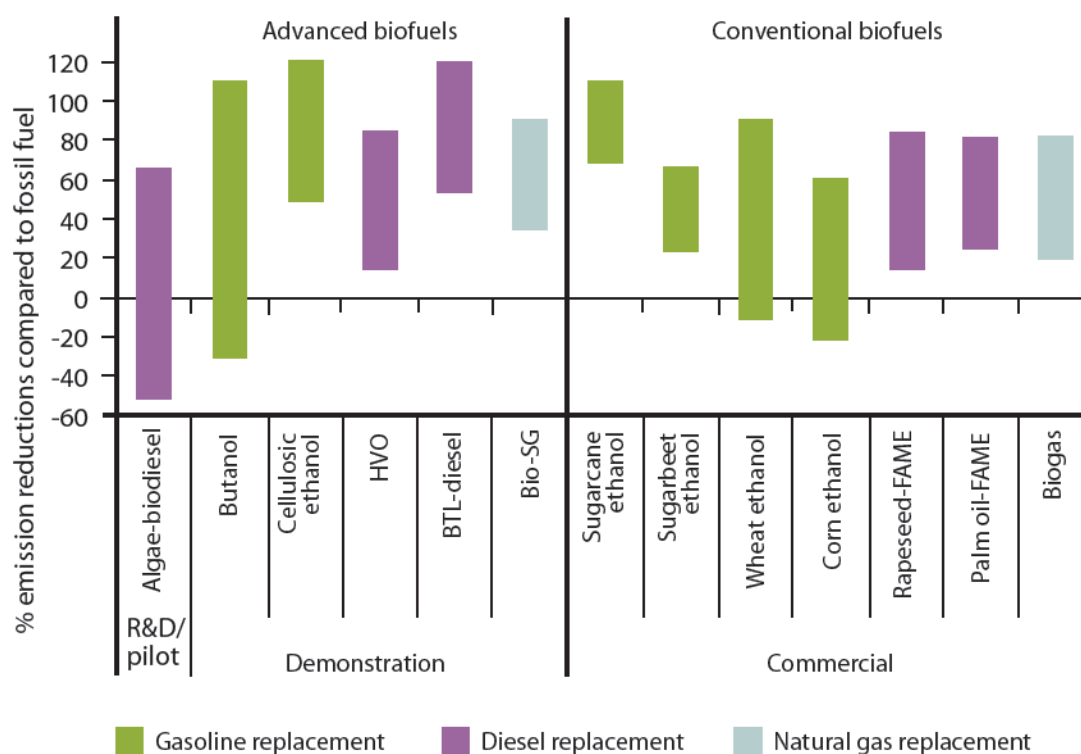 Advanced biofuels
Conventional biofuels
% emission reductions compared to fossil fuel
120
100
80
60
40
20
0
-20
-40
-60
Algae-biodiesel
Butanol
Cellulosic
ethanol
HVO
BTL-diesel
Bio-SG
Sugarcane
ethanol
Sugarbeet
ethanol
Wheat ethanol
Corn ethanol
Rapeseed-FAME
Palm oil-FAME
Biogas
R&D/
pilot
Demonstration
Commercial
Gasoline replacement
Diesel replacement
Natural gas replacement